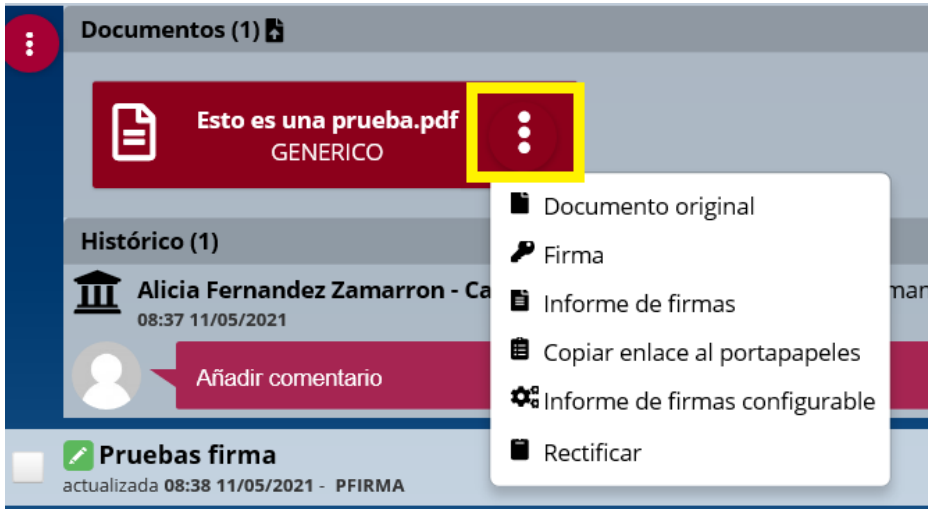 Documentos (1)
Esto es una prueba.pdf
GENERICO
Documento original
Firma
Informe de firmas
Copiar enlace al portapapeles
Informe de firmas configurable
Rectificar
Histórico (1)
Alicia Fernandez Zamarron - Ca
08:37 11/05/2021
Añadir comentario
Pruebas firma
actualizada 08:38 11/05/2021 - PFIRMA